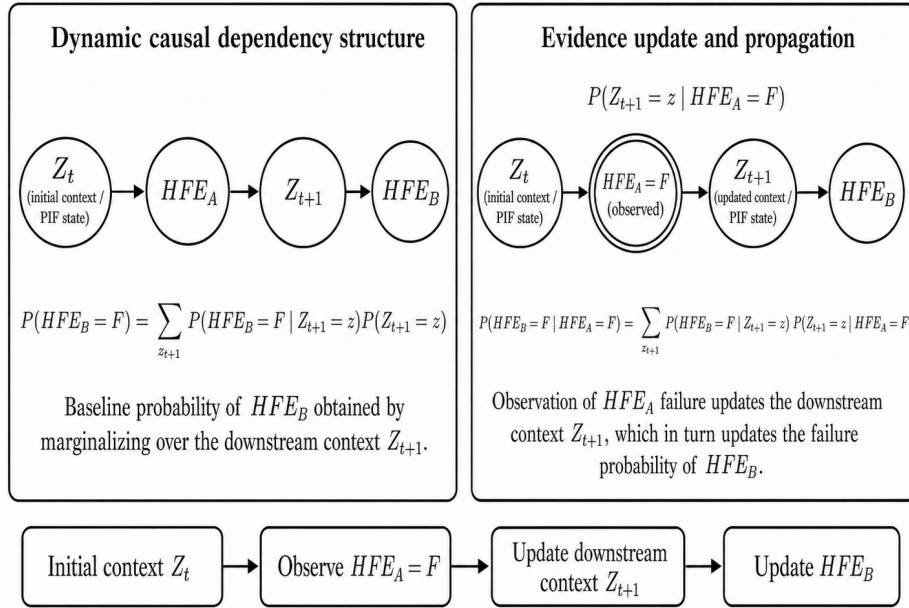 Dynamic causal dependency structure
Z_t
(initial context /
PIF state)
HFE_A
Z_{t+1}
HFE_B
P(HFE_B = F) = ∑_{z_{t+1}} P(HFE_B = F | Z_{t+1} = z)P(Z_{t+1} = z)
Baseline probability of HFE_B obtained by
marginalizing over the downstream context Z_{t+1}.
Evidence update and propagation
P(Z_{t+1} = z | HFE_A = F)
Z_t
(initial context /
PIF state)
HFE_A = F
(observed)
Z_{t+1}
(updated context /
PIF state)
HFE_B
P(HFE_B = F | HFE_A = F) = ∑_{z_{t+1}} P(HFE_B = F | Z_{t+1} = z) P(Z_{t+1} = z | HFE_A = F
Observation of HFE_A failure updates the downstream
context Z_{t+1}, which in turn updates the failure
probability of HFE_B.
Initial context Z_t
Observe HFE_A = F
Update downstream
context Z_{t+1}
Update HFE_B